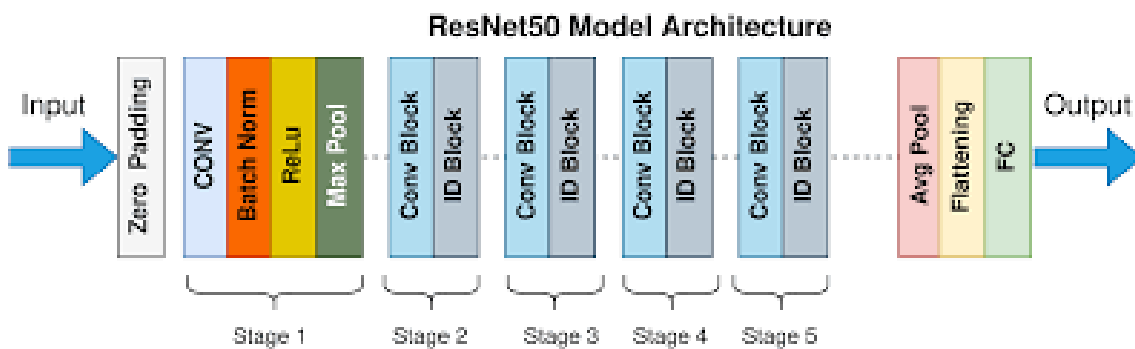 ResNet50 Model Architecture
Input
Zero Padding
CONV
Batch Norm
ReLu
Max Pool
Conv Block
ID Block
Conv Block
ID Block
Conv Block
ID Block
Conv Block
ID Block
Avg Pool
Flattening
FC
Output
Stage 1
Stage 2
Stage 3
Stage 4
Stage 5